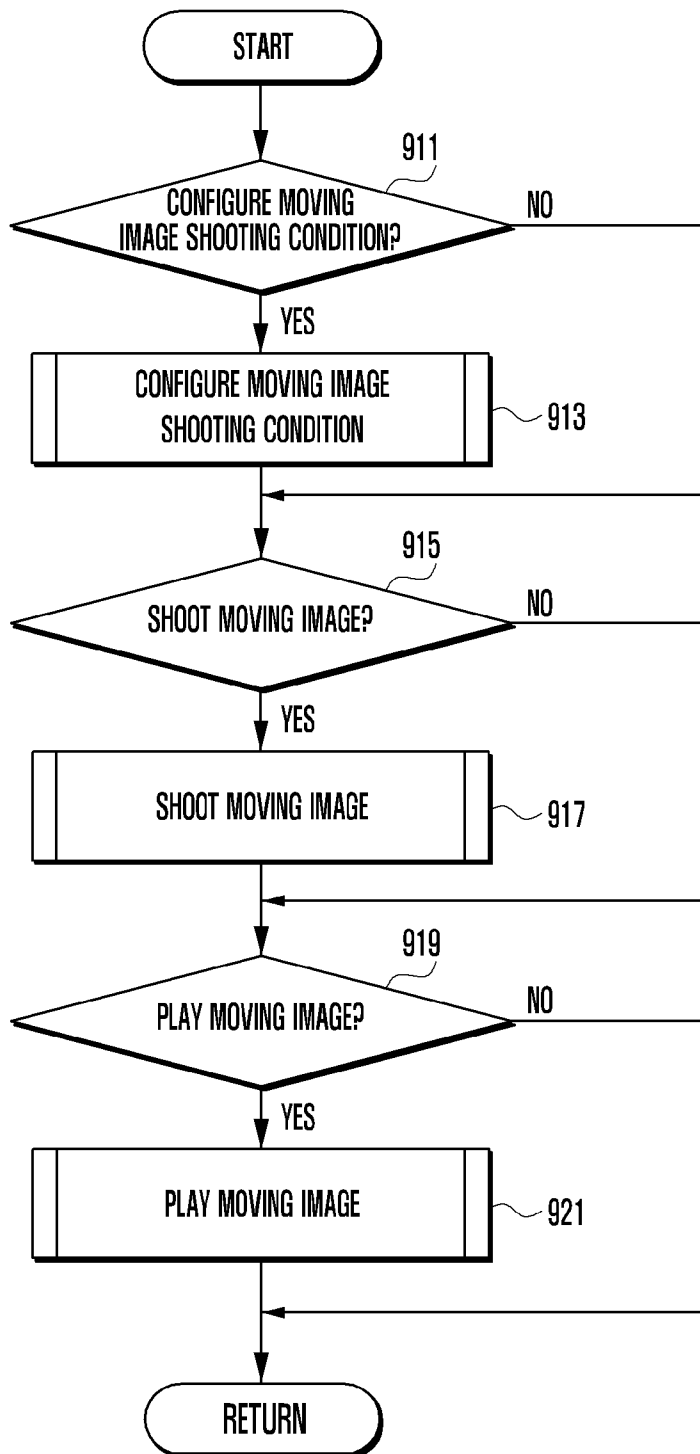 START
911
CONFIGURE MOVING
IMAGE SHOOTING CONDITION?
NO
YES
CONFIGURE MOVING IMAGE
SHOOTING CONDITION
913
915
SHOOT MOVING IMAGE?
NO
YES
SHOOT MOVING IMAGE
917
919
PLAY MOVING IMAGE?
NO
YES
PLAY MOVING IMAGE
921
RETURN